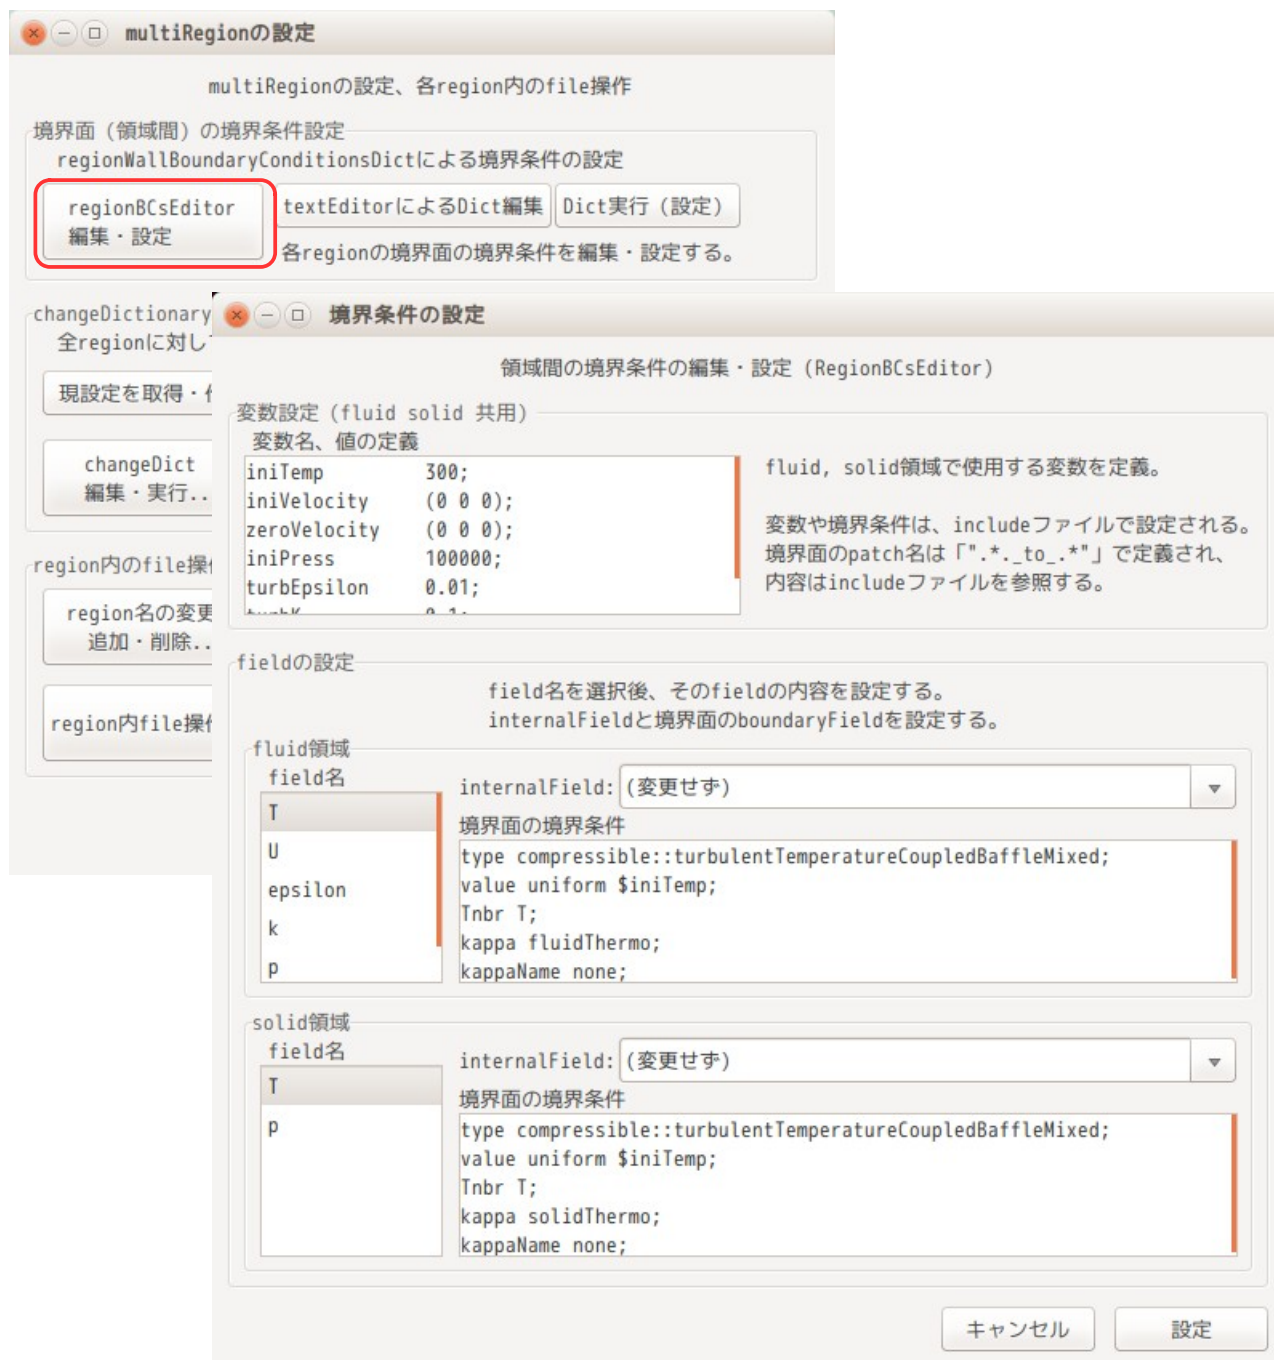 multiRegionの設定
multiRegionの設定、各region内のfile操作
境界面（領域間）の境界条件設定
regionWallBoundaryConditionsDictによる境界条件の設定
regionBCsEditor
編集・設定
textEditorによるDict編集
Dict実行（設定）
各regionの境界面の境界条件を編集・設定する。
changeDictionary
全regionに対し
現設定を取得・
changeDict
編集・実行..
region内のfile操
region名の変更
追加・削除..
region内file操
境界条件の設定
領域間の境界条件の編集・設定（RegionBCsEditor）
変数設定（fluid solid 共用）
変数名、値の定義
iniTemp 300;
iniVelocity (0 0 0);
zeroVelocity (0 0 0);
iniPress 100000;
turbEpsilon 0.01;
fluid, solid領域で使用する変数を定義。
変数や境界条件は、includeファイルで設定される。
境界面のpatch名は「".*._to_.*"」で定義され、
内容はincludeファイルを参照する。
fieldの設定
field名を選択後、そのfieldの内容を設定する。
internalFieldと境界面のboundaryFieldを設定する。
fluid領域
field名
T
U
epsilon
k
p
internalField: (変更せず)
境界面の境界条件
type compressible::turbulentTemperatureCoupledBaffleMixed;
value uniform $iniTemp;
Tnbr T;
kappa fluidThermo;
kappaName none;
solid領域
field名
T
p
internalField: (変更せず)
境界面の境界条件
type compressible::turbulentTemperatureCoupledBaffleMixed;
value uniform $iniTemp;
Tnbr T;
kappa solidThermo;
kappaName none;
キャンセル
設定